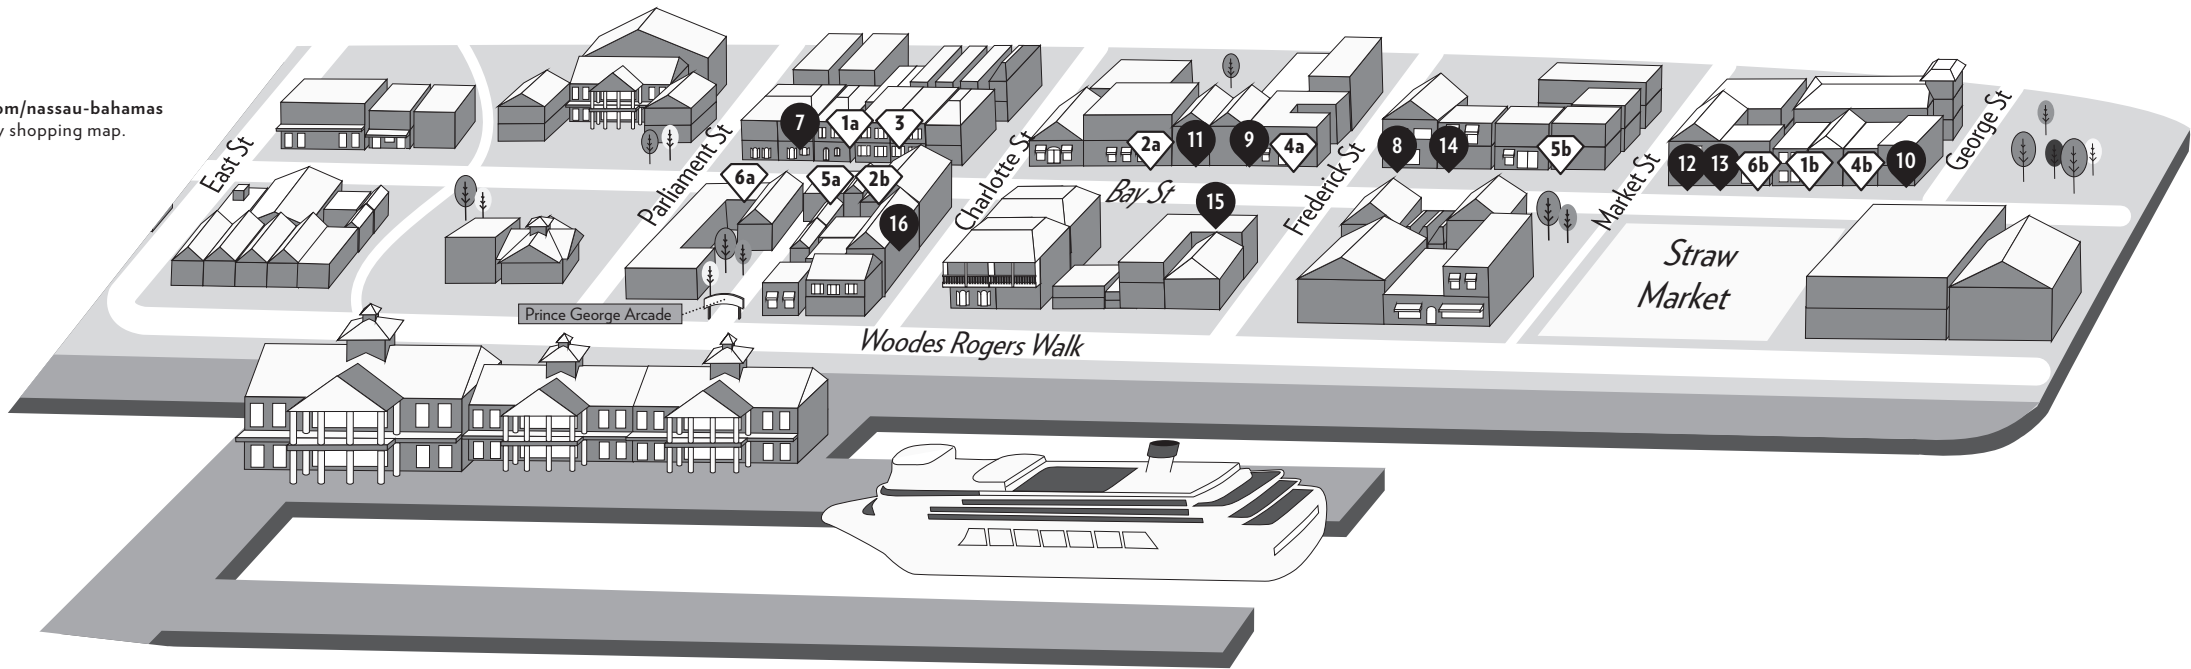 om/nassau-bahamas
y shopping map.
East St
Parliament St
Charlotte St
Frederick St
Market St
George St
7
1a
3
2a
11
9
4a
8
14
5b
12
13
6b
1b
4b
10
6a
5a
2b
16
15
Bay St
Straw
Market
Prince George Arcade
Woodes Rogers Walk